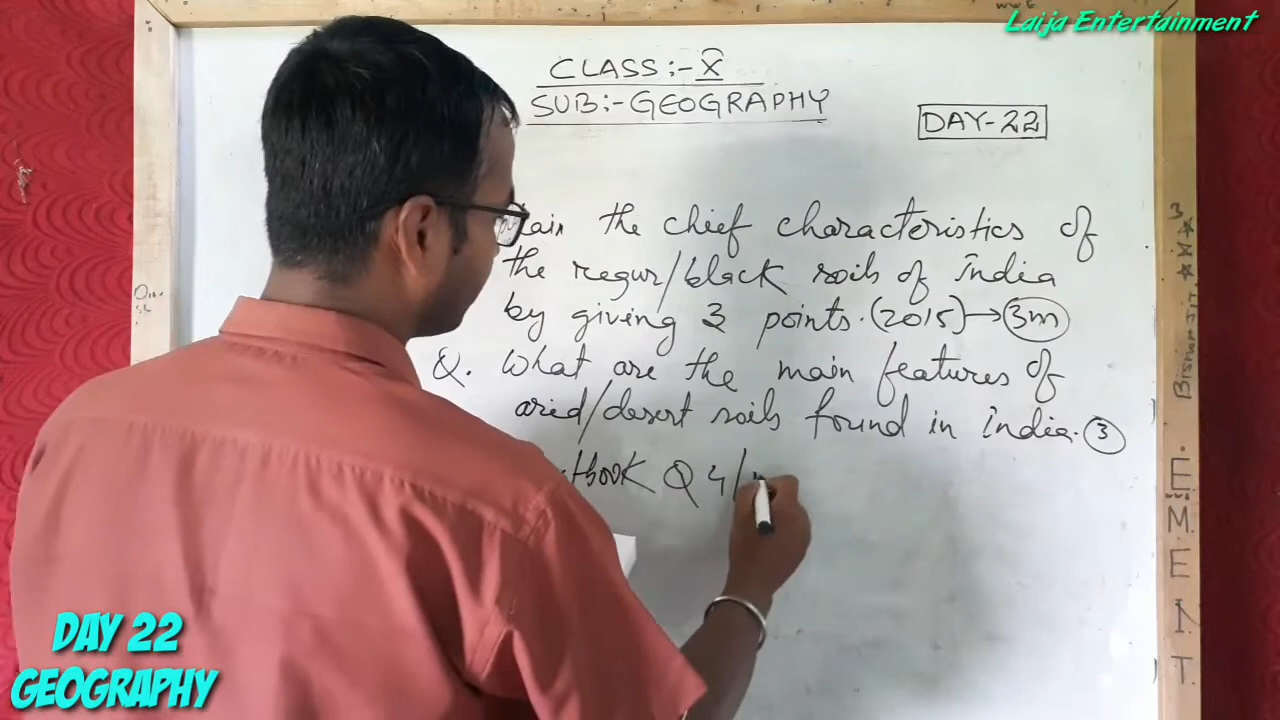 Laija Entertainment
CLASS:- X
SUB:- GEOGRAPHY
DAY-22
the chief characteristics of
the regur/black soils of India
by giving 3 points. (2015) → 3m
Q. What are the main features of
arid/desert soils found in India. 3
Q 4/
BISWAJIT
EMENT
DAY 22
GEOGRAPHY